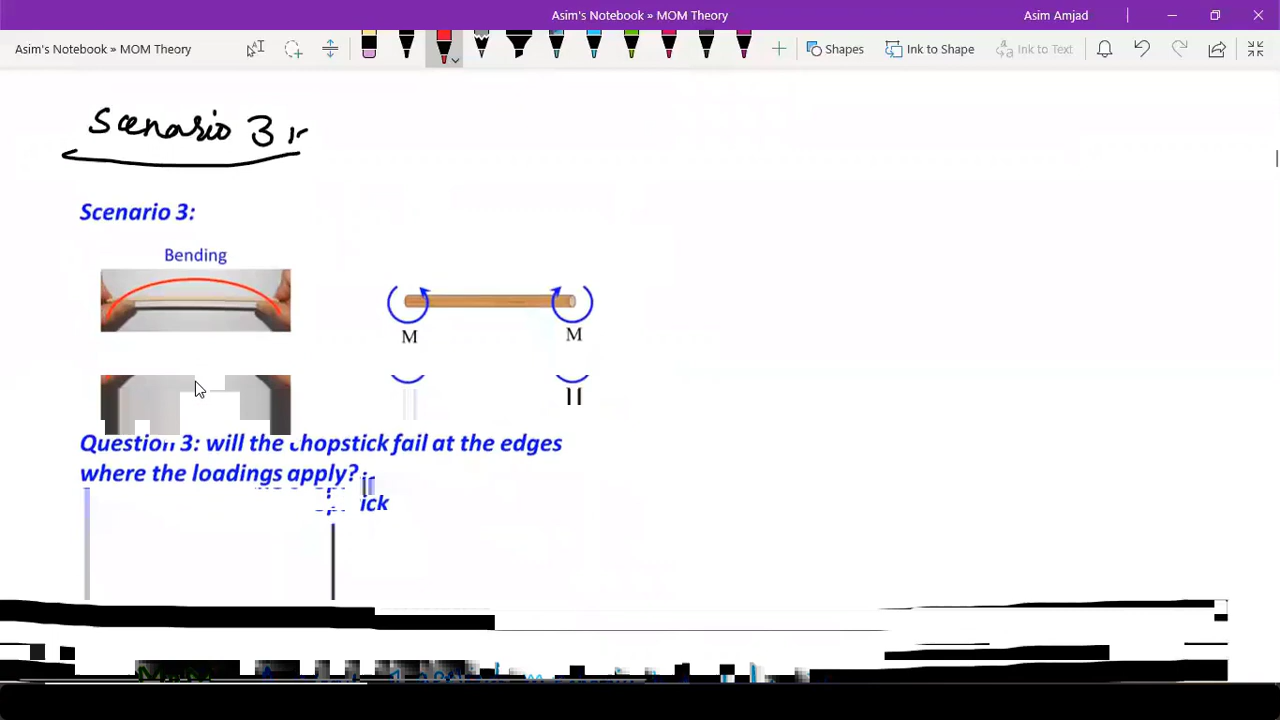 Asim's Notebook » MOM Theory
Asim Amjad
Asim's Notebook » MOM Theory
Shapes
Ink to Shape
Ink to Text
Scenario 3
Scenario 3:
Bending
M
M
Question 3: will the chopstick fail at the edges
where the loadings apply?
ick